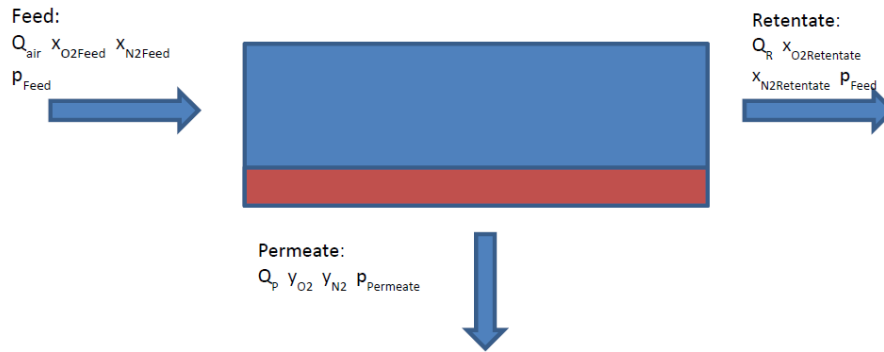 Feed:
Q_air x_O2Feed x_N2Feed
p_Feed
Retentate:
Q_R x_O2Retentate
x_N2Retentate p_Feed
Permeate:
Q_P y_O2 y_N2 p_Permeate